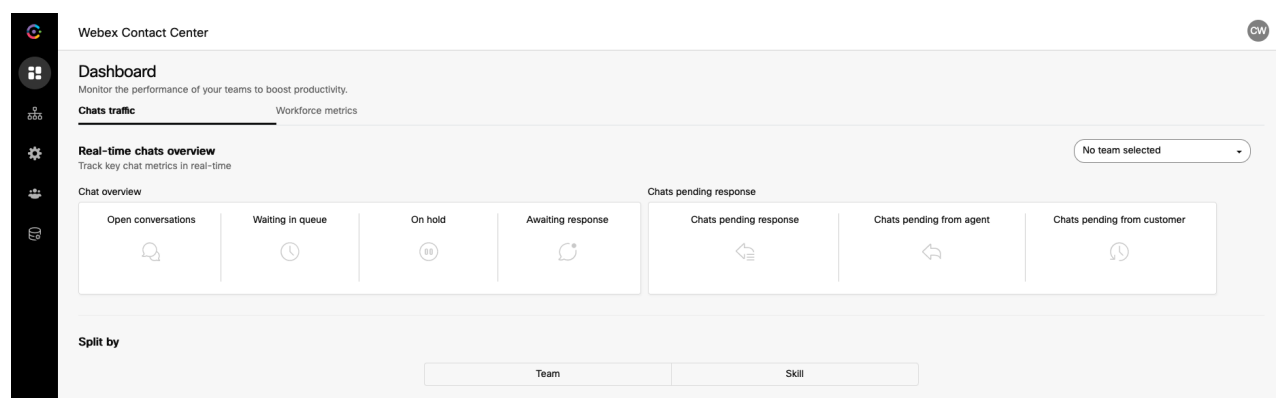 Webex Contact Center
CW
Dashboard
Monitor the performance of your teams to boost productivity.
Chats traffic
Workforce metrics
Real-time chats overview
No team selected
Track key chat metrics in real-time
Chat overview
Chats pending response
Open conversations
Waiting in queue
On hold
Awaiting response
Chats pending response
Chats pending from agent
Chats pending from customer
Split by
Team
Skill